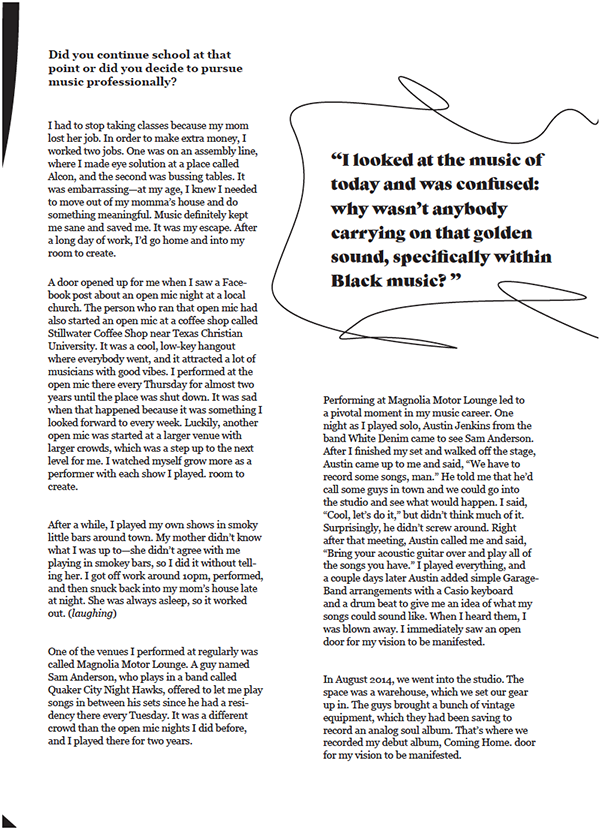 Did you continue school at that
point or did you decide to pursue
music professionally?
I had to stop taking classes because my mom
lost her job. In order to make extra money, I
worked two jobs. One was on an assembly line,
where I made eye solution at a place called
Alcon, and the second was bussing tables. It
was embarrassing—at my age, I knew I needed
to move out of my momma’s house and do
something meaningful. Music definitely kept
me sane and saved me. It was my escape. After
a long day of work, I’d go home and into my
room to create.
A door opened up for me when I saw a Face-
book post about an open mic night at a local
church. The person who ran that open mic had
also started an open mic at a coffee shop called
Stillwater Coffee Shop near Texas Christian
University. It was a cool, low-key hangout
where everybody went, and it attracted a lot of
musicians with good vibes. I performed at the
open mic there every Thursday for almost two
years until the place was shut down. It was sad
when that happened because it was something I
looked forward to every week. Luckily, another
open mic was started at a larger venue with
larger crowds, which was a step up to the next
level for me. I watched myself grow more as a
performer with each show I played. room to
create.
After a while, I played my own shows in smoky
little bars around town. My mother didn’t know
what I was up to—she didn’t agree with me
playing in smokey bars, so I did it without tell-
ing her. I got off work around 10pm, performed,
and then snuck back into my mom’s house late
at night. She was always asleep, so it worked
out. (laughing)
One of the venues I performed at regularly was
called Magnolia Motor Lounge. A guy named
Sam Anderson, who plays in a band called
Quaker City Night Hawks, offered to let me play
songs in between his sets since he had a resi-
dency there every Tuesday. It was a different
crowd than the open mic nights I did before,
and I played there for two years.
“I looked at the music of
today and was confused:
why wasn’t anybody
carrying on that golden
sound, specifically within
Black music? ”
Performing at Magnolia Motor Lounge led to
a pivotal moment in my music career. One
night as I played solo, Austin Jenkins from the
band White Denim came to see Sam Anderson.
After I finished my set and walked off the stage,
Austin came up to me and said, “We have to
record some songs, man.” He told me that he’d
call some guys in town and we could go into
the studio and see what would happen. I said,
“Cool, let’s do it,” but didn’t think much of it.
Surprisingly, he didn’t screw around. Right
after that meeting, Austin called me and said,
“Bring your acoustic guitar over and play all of
the songs you have.” I played everything, and
a couple days later Austin added simple Garage-
Band arrangements with a Casio keyboard
and a drum beat to give me an idea of what my
songs could sound like. When I heard them, I
was blown away. I immediately saw an open
door for my vision to be manifested.
In August 2014, we went into the studio. The
space was a warehouse, which we set our gear
up in. The guys brought a bunch of vintage
equipment, which they had been saving to
record an analog soul album. That’s where we
recorded my debut album, Coming Home. door
for my vision to be manifested.